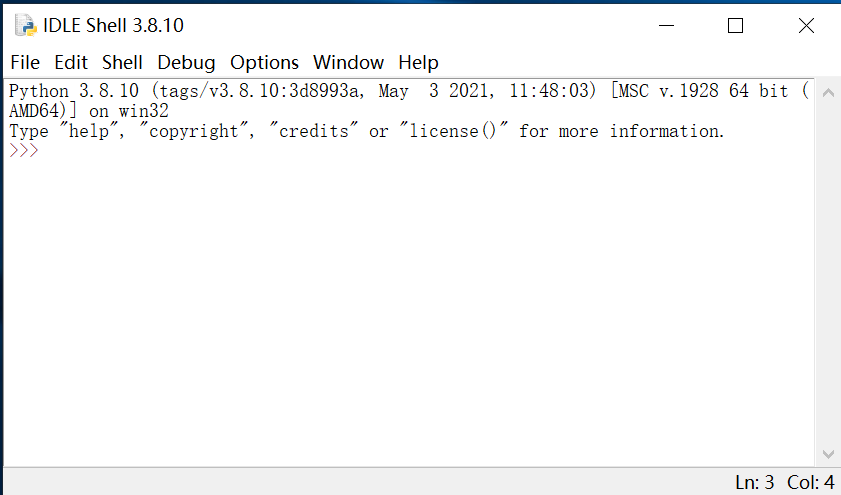 IDLE Shell 3.8.10
File Edit Shell Debug Options Window Help
Python 3.8.10 (tags/v3.8.10:3d8993a, May  3 2021, 11:48:03) [MSC v.1928 64 bit (
AMD64)] on win32
Type "help", "copyright", "credits" or "license()" for more information.
>>>
Ln: 3 Col: 4